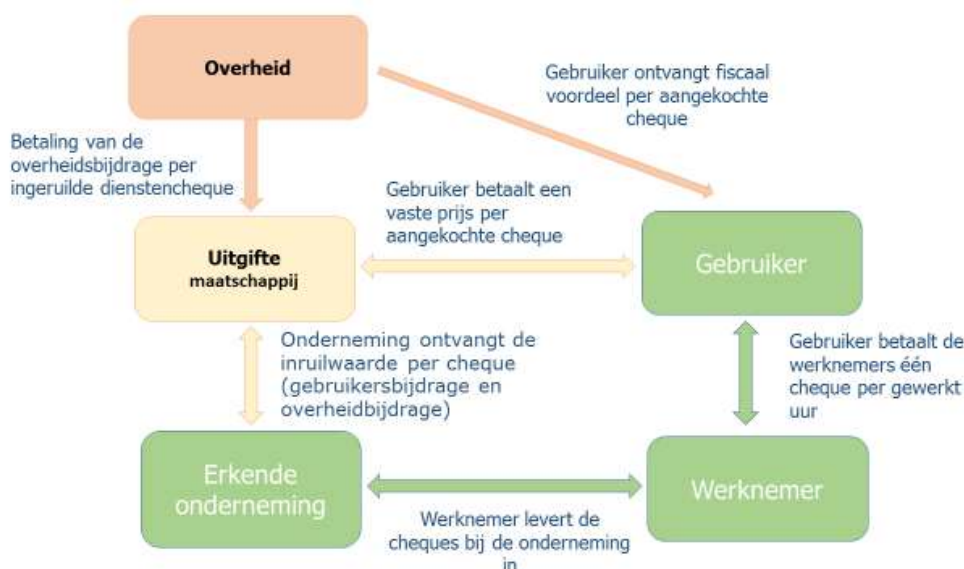 Overheid
Gebruiker ontvangt fiscaal
voordeel per aangekochte
cheque
Betaling van de
overheidsbijdrage per
ingeruilde dienstencheque
Gebruiker betaalt een
vaste prijs per
aangekochte cheque
Uitgifte
maatschappij
Gebruiker
Onderneming ontvangt de
inruilwaarde per cheque
(gebruikersbijdrage en
overheidbijdrage)
Gebruiker betaalt de
werknemers één
cheque per gewerkt
uur
Erkende
onderneming
Werknemer
Werknemer levert de
cheques bij de onderneming
in